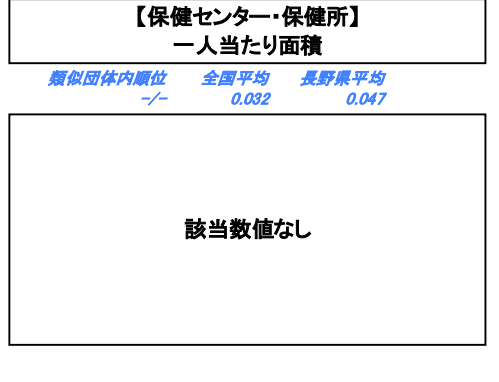 【保健センター・保健所】
一人当たり面積
類似団体内順位 全国平均 長野県平均
-/- 0.032 0.047
該当数値なし